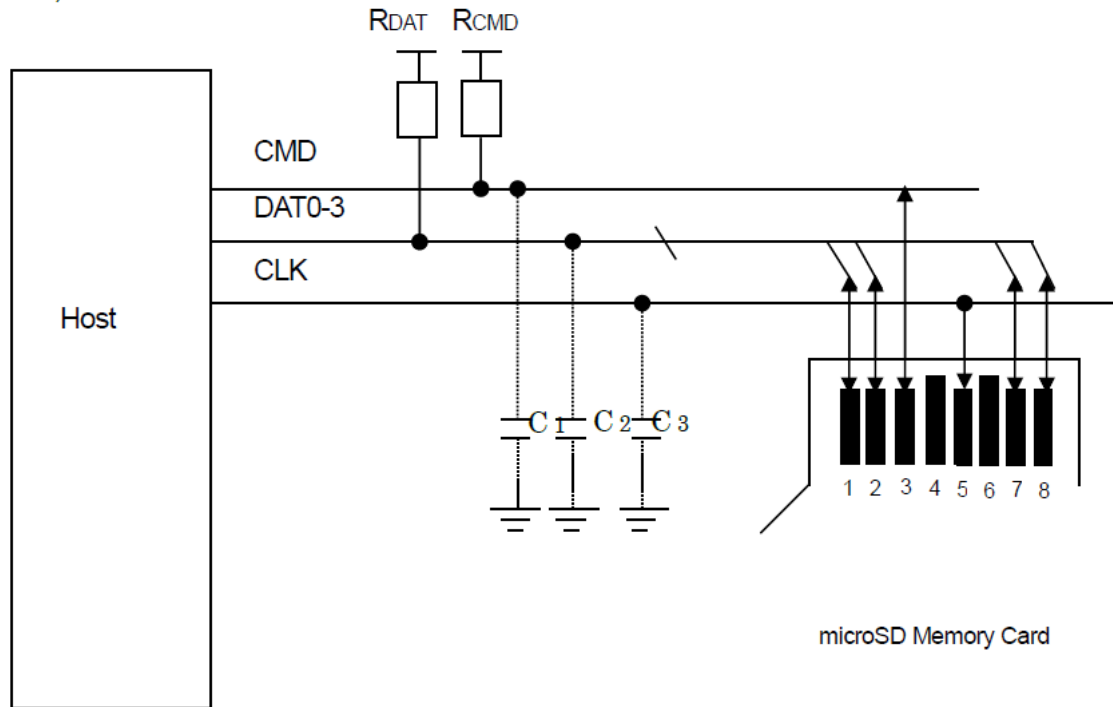 RDAT RCMD
CMD
DAT0-3
CLK
Host
C1 C2 C3
1 2 3 4 5 6 7 8
microSD Memory Card